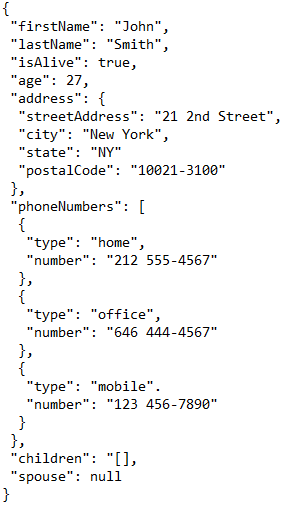 {
 "firstName": "John",
 "lastName": "Smith",
 "isAlive": true,
 "age": 27,
 "address": {
  "streetAddress": "21 2nd Street",
  "city": "New York",
  "state": "NY"
  "postalCode": "10021-3100"
 },
 "phoneNumbers": [
  {
   "type": "home",
   "number": "212 555-4567"
  },
  {
   "type": "office",
   "number": "646 444-4567"
  },
  {
   "type": "mobile".
   "number": "123 456-7890"
  }
 },
 "children": "[],
 "spouse": null
}